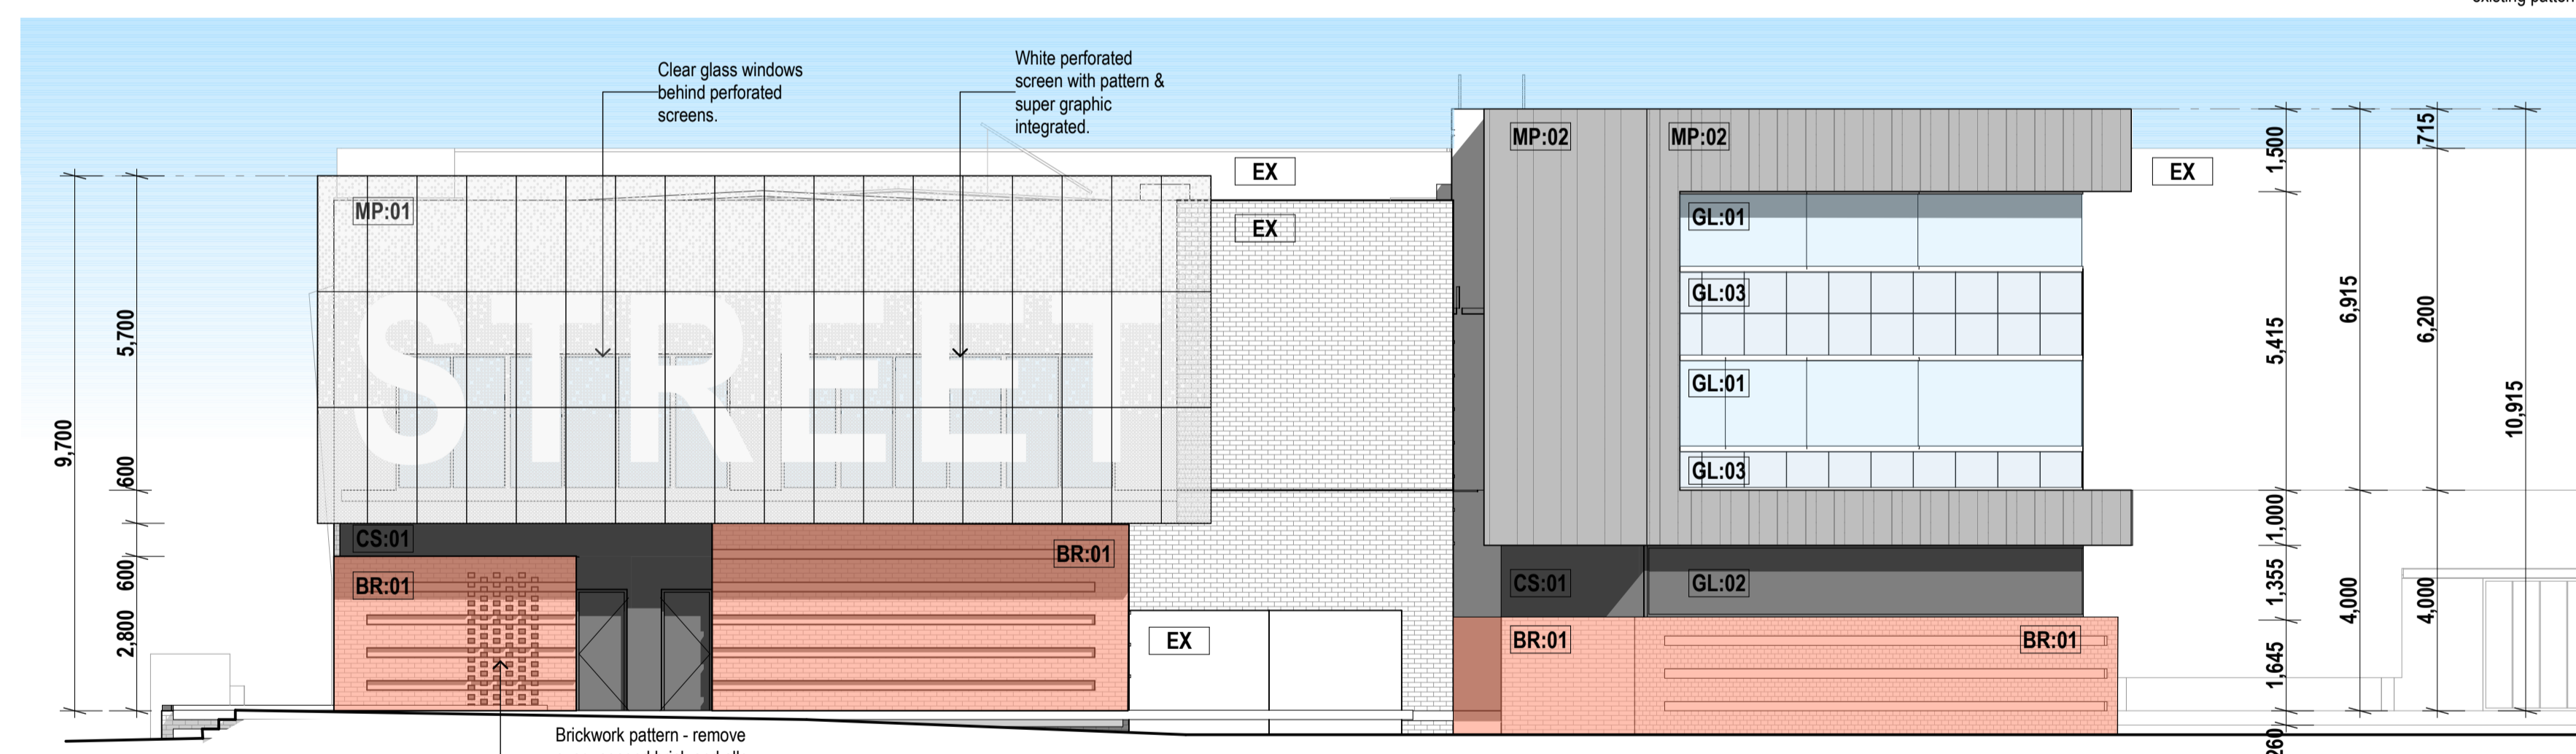 existing pattern
Clear glass windows
behind perforated
screens.
White perforated
screen with pattern &
super graphic
integrated.
MP:01
EX
EX
MP:02
MP:02
EX
GL:01
GL:03
GL:01
GL:03
STREET
CS:01
BR:01
BR:01
EX
CS:01
GL:02
BR:01
BR:01
9,700
5,700
600
600
2,800
1,500
5,415
1,000
1,355
1,645
260
6,915
4,000
715
6,200
4,000
10,915
Brickwork pattern - remove